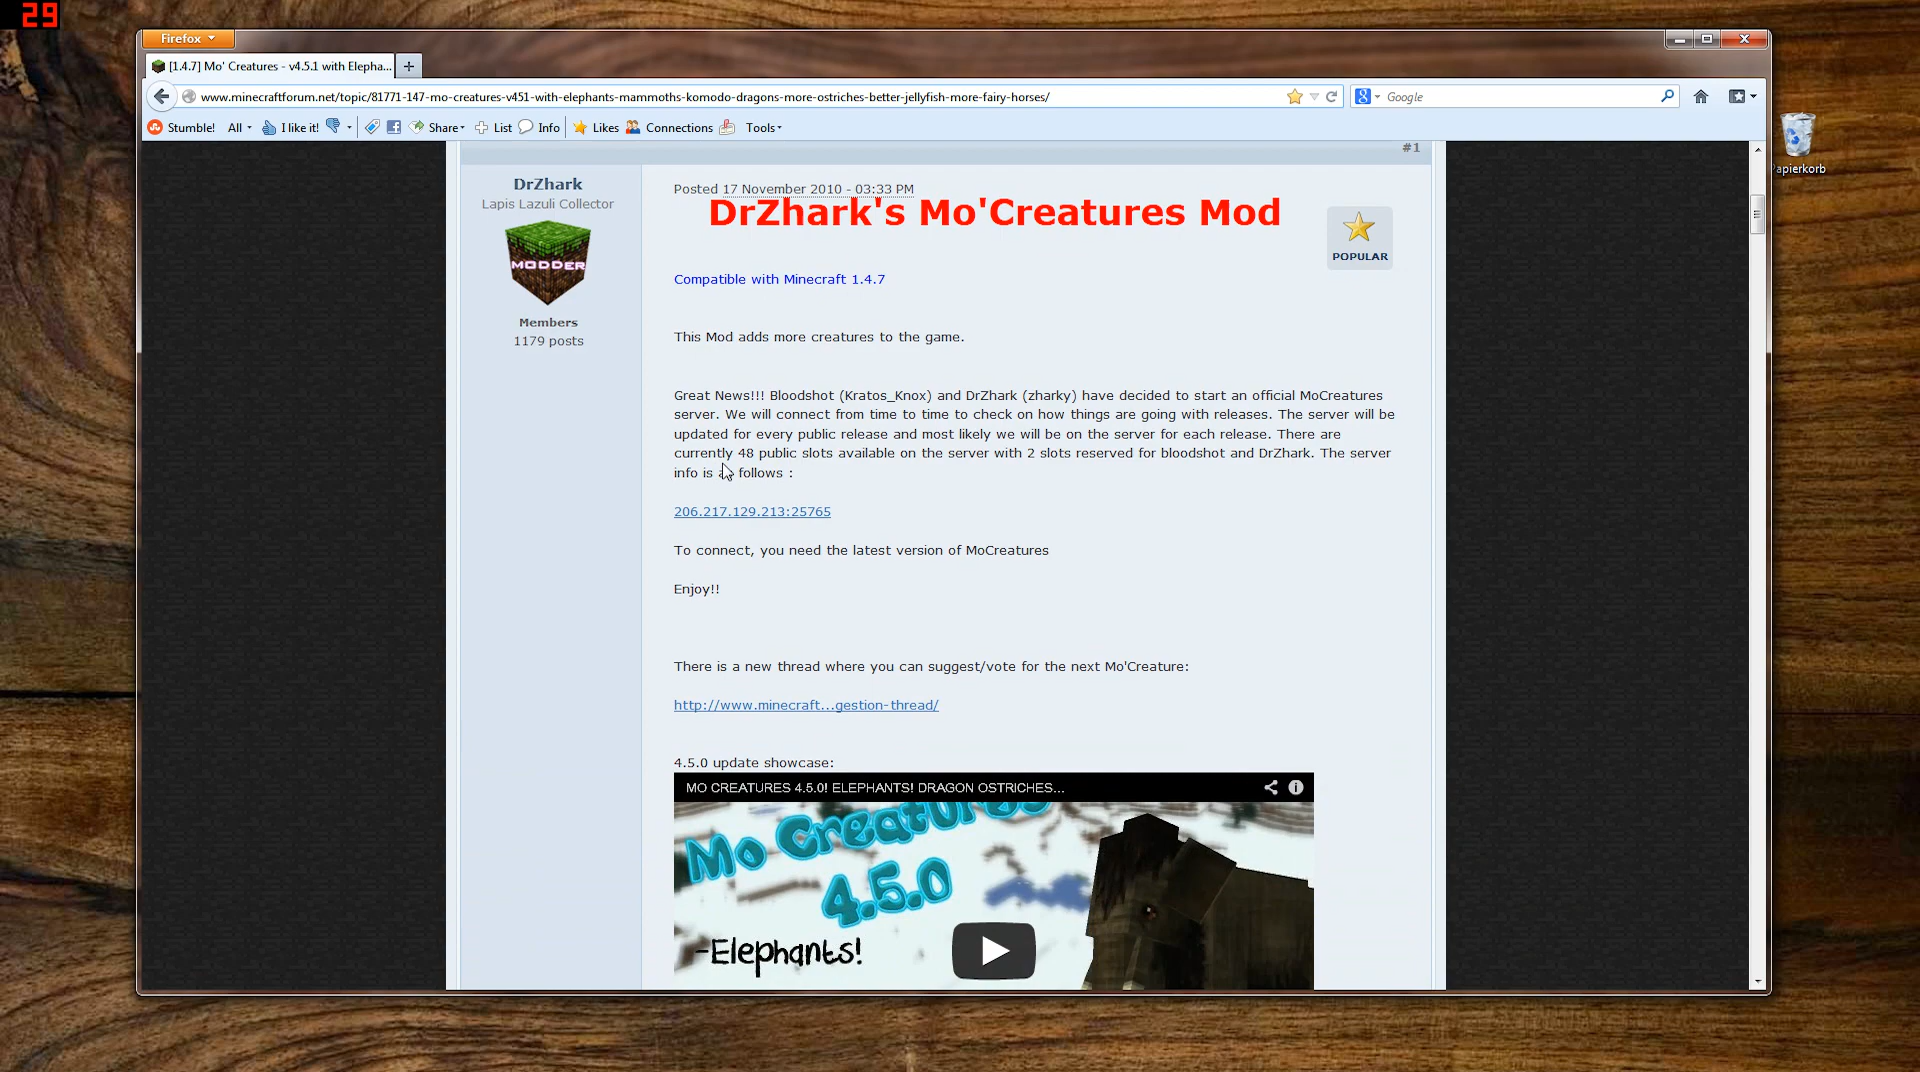 29
Firefox
[1.4.7] Mo' Creatures - v4.5.1 with Elepha...
www.minecraftforum.net/topic/81771-147-mo-creatures-v451-with-elephants-mammoths-komodo-dragons-more-ostriches-better-jellyfish-more-fairy-horses/
Google
Stumble! All I like it! Share List Info Likes Connections Tools
Papierkorb
#1
DrZhark
Lapis Lazuli Collector
MODDER
Members
1179 posts
Posted 17 November 2010 - 03:33 PM
DrZhark's Mo'Creatures Mod
POPULAR
Compatible with Minecraft 1.4.7
This Mod adds more creatures to the game.
Great News!!! Bloodshot (Kratos_Knox) and DrZhark (zharky) have decided to start an official MoCreatures
server. We will connect from time to time to check on how things are going with releases. The server will be
updated for every public release and most likely we will be on the server for each release. There are
currently 48 public slots available on the server with 2 slots reserved for bloodshot and DrZhark. The server
info is as follows :
206.217.129.213:25765
To connect, you need the latest version of MoCreatures
Enjoy!!
There is a new thread where you can suggest/vote for the next Mo'Creature:
http://www.minecraft...gestion-thread/
4.5.0 update showcase:
MO CREATURES 4.5.0! ELEPHANTS! DRAGON OSTRICHES...
Mo Creatures
4.5.0
-Elephants!